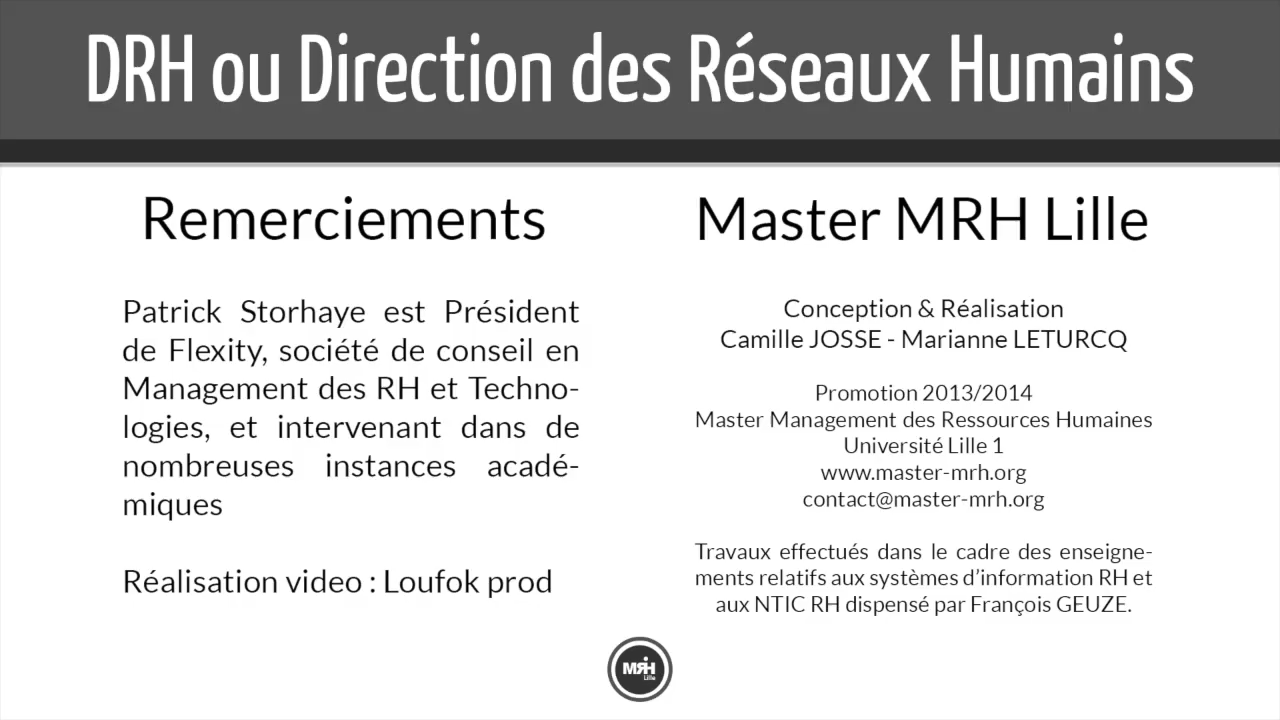 DRH ou Direction des Réseaux Humains
Remerciements
Patrick Storhaye est Président
de Flexity, société de conseil en
Management des RH et Techno-
logies, et intervenant dans de
nombreuses instances acadé-
miques
Réalisation video : Loufok prod
Master MRH Lille
Conception & Réalisation
Camille JOSSE - Marianne LETURCQ
Promotion 2013/2014
Master Management des Ressources Humaines
Université Lille 1
www.master-mrh.org
contact@master-mrh.org
Travaux effectués dans le cadre des enseigne-
ments relatifs aux systèmes d'information RH et
aux NTIC RH dispensé par François GEUZE.
MRH
Lille